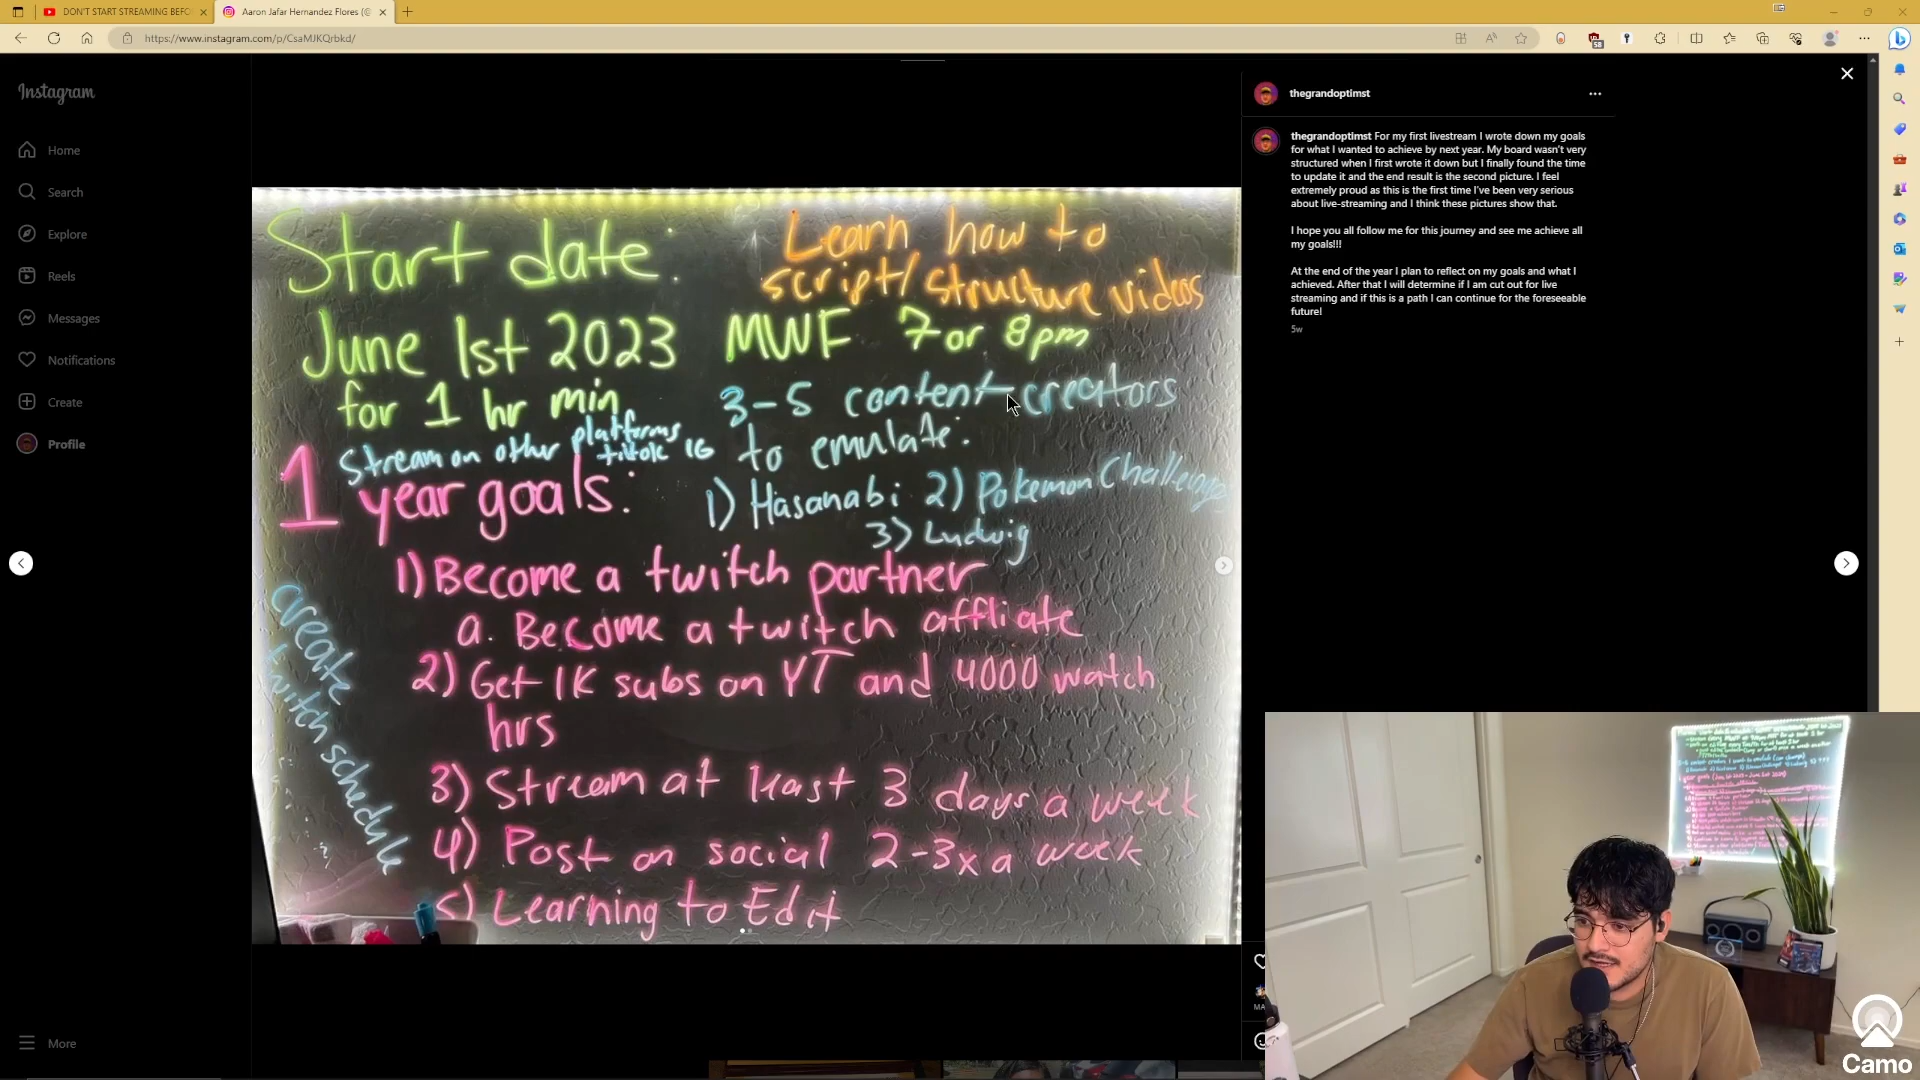 DON'T START STREAMING BEFO
Aaron Jafar Hernandez Flores (@
https://www.instagram.com/p/CsaMJKQrbkd/
58
Instagram
Home
Search
Explore
Reels
Messages
Notifications
Create
Profile
More
Start date:
June 1st 2023
for 1 hr min
Stream on other platforms
tiktok IG
Learn how to
script/structure videos
MWF 7 or 8pm
3-5 content creators
to emulate:
1) Hasanabi 2) PokemonChallenge
3) Ludwig
1 year goals:
1) Become a twitch partner
a. Become a twitch affliate
2) Get 1K subs on YT and 4000 watch
hrs
3) Stream at least 3 days a week
4) Post on social 2-3x a week
5) Learning to Edit
create
twitch schedule
thegrandoptimst
thegrandoptimst For my first livestream I wrote down my goals
for what I wanted to achieve by next year. My board wasn't very
structured when I first wrote it down but I finally found the time
to update it and the end result is the second picture. I feel
extremely proud as this is the first time I've been very serious
about live-streaming and I think these pictures show that.
I hope you all follow me for this journey and see me achieve all
my goals!!!
At the end of the year I plan to reflect on my goals and what I
achieved. After that I will determine if I am cut out for live
streaming and if this is a path I can continue for the foreseeable
future!
5w
Camo